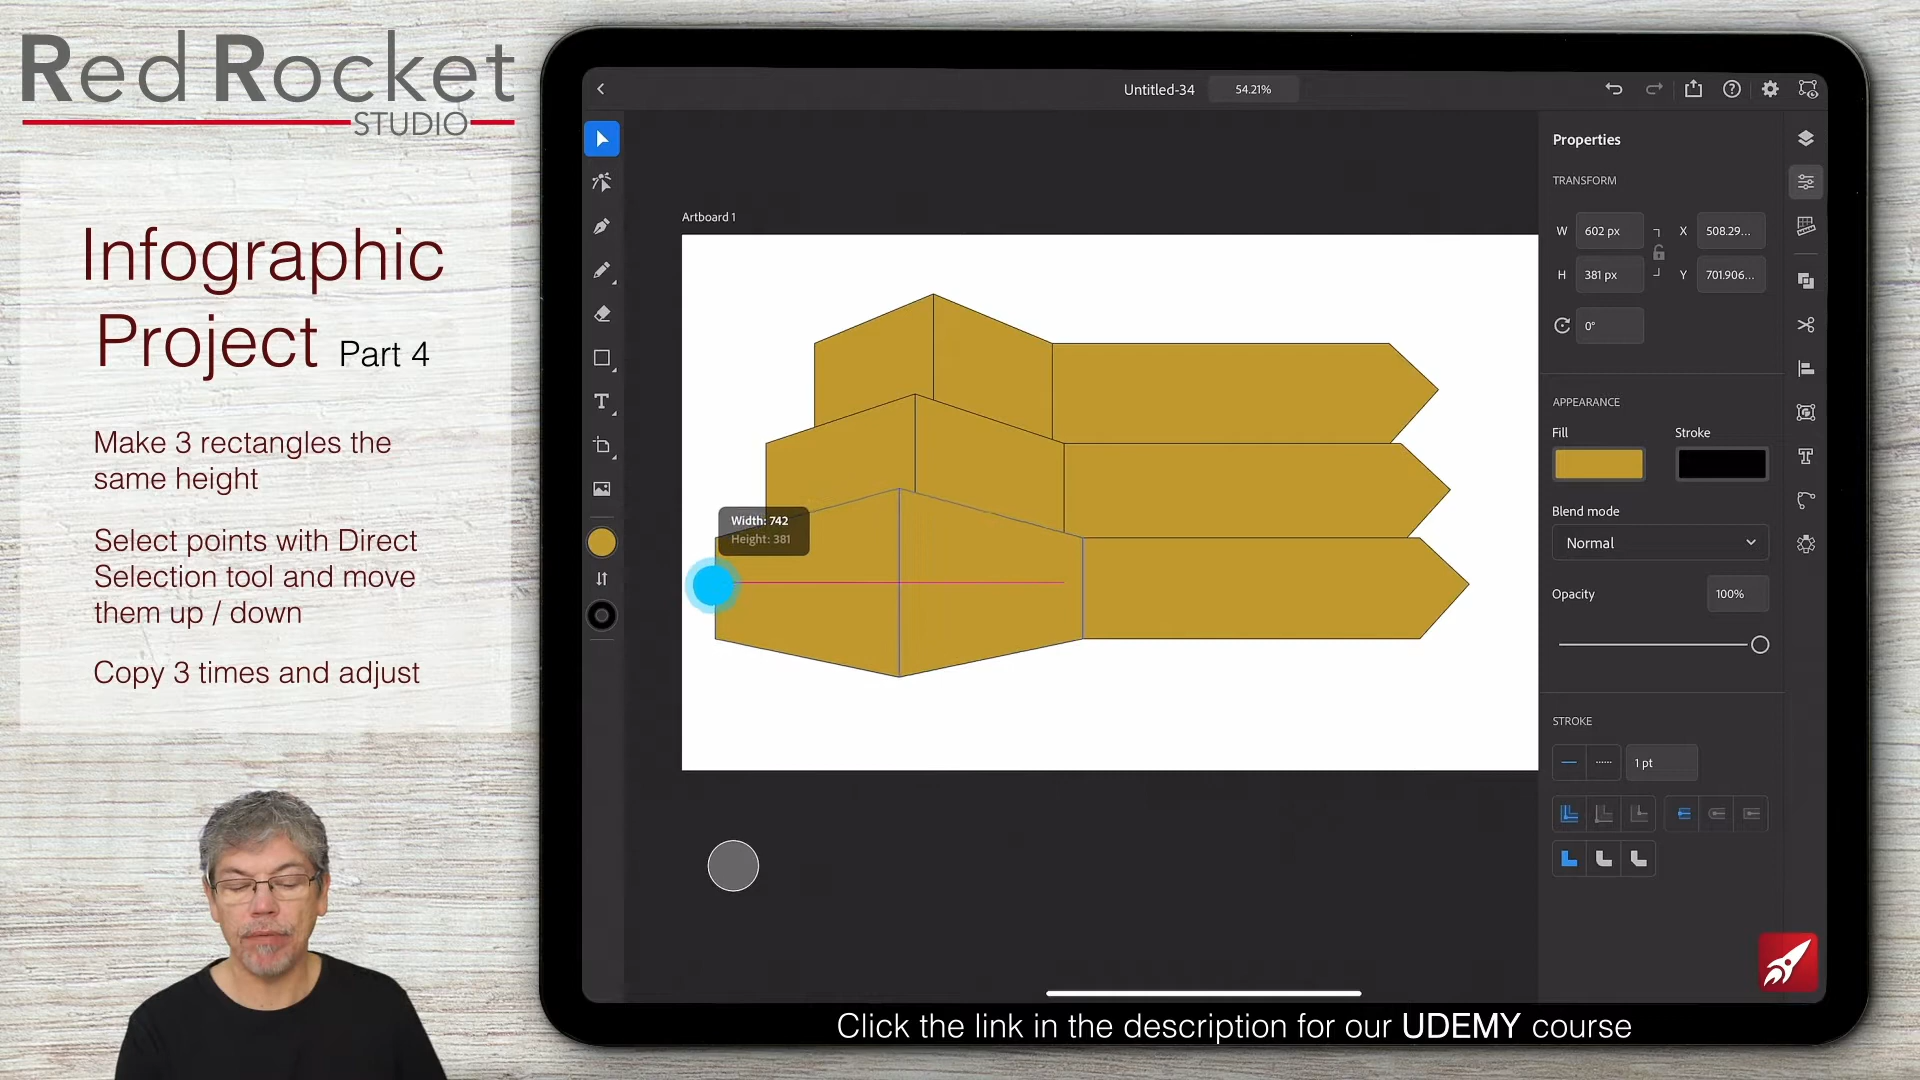 Red Rocket
STUDIO
Infographic
Project Part 4
Make 3 rectangles the
same height
Select points with Direct
Selection tool and move
them up / down
Copy 3 times and adjust
Untitled-34
54.21%
Artboard 1
Width: 742
Height: 381
Properties
TRANSFORM
W
602 px
X
508.29...
H
381 px
Y
701.906...
0°
APPEARANCE
Fill
Stroke
Blend mode
Normal
Opacity
100%
STROKE
1 pt
Click the link in the description for our UDEMY course